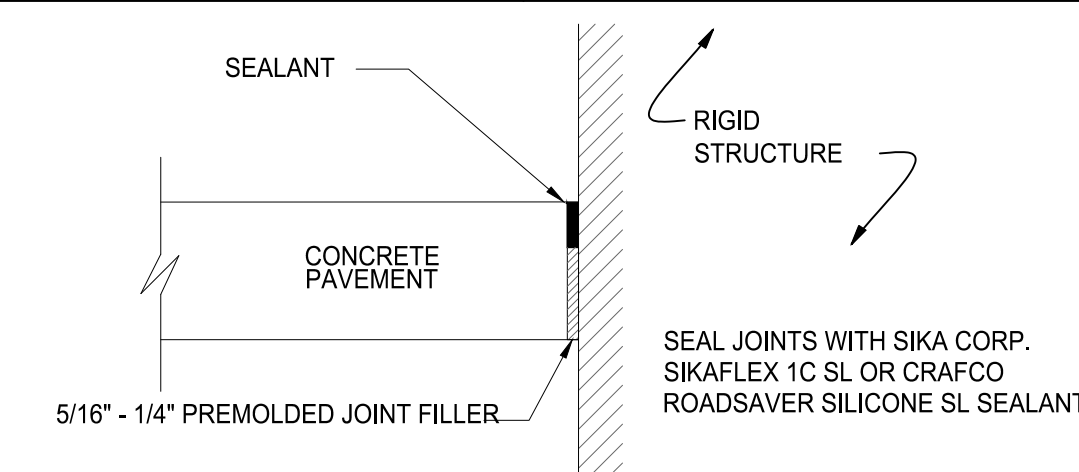 SEALANT
RIGID
STRUCTURE
CONCRETE
PAVEMENT
SEAL JOINTS WITH SIKA CORP.
SIKAFLEX 1C SL OR CRAFCO
ROADSAVER SILICONE SL SEALANT
5/16" - 1/4" PREMOLDED JOINT FILLER